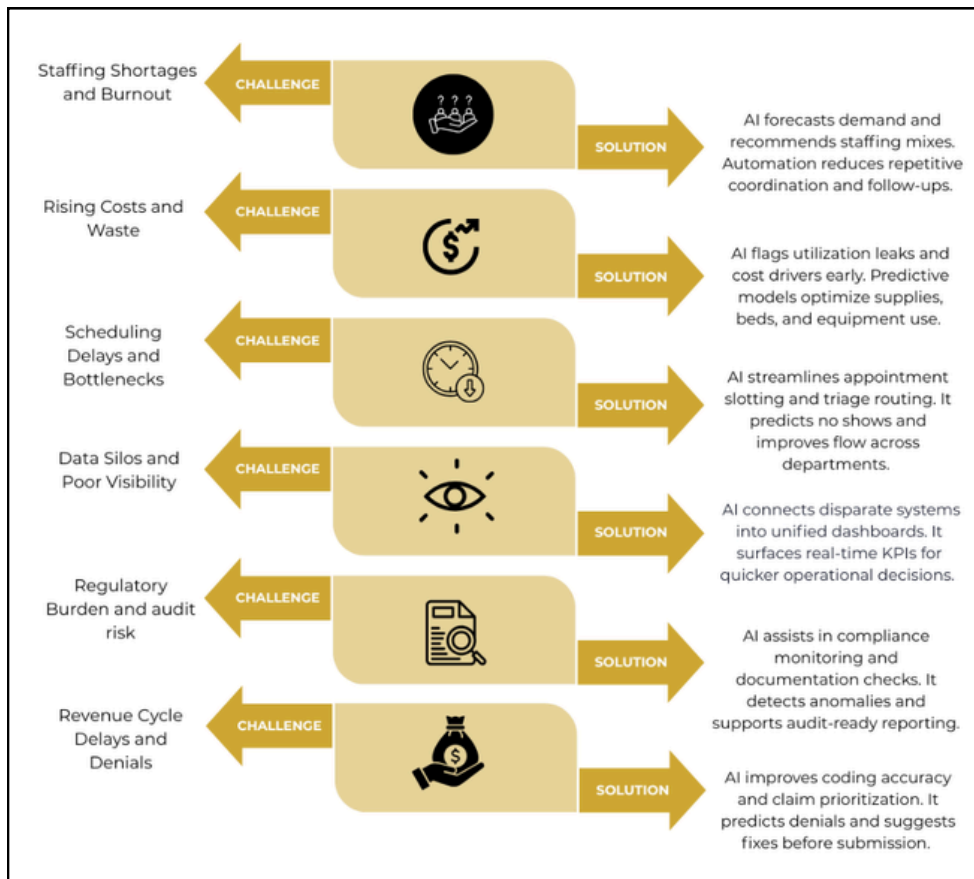 Staffing Shortages
and Burnout
CHALLENGE
? ? ?
SOLUTION
AI forecasts demand and
recommends staffing mixes.
Automation reduces repetitive
coordination and follow-ups.
Rising Costs and
Waste
CHALLENGE
$
SOLUTION
AI flags utilization leaks and
cost drivers early. Predictive
models optimize supplies,
beds, and equipment use.
Scheduling
Delays and
Bottlenecks
CHALLENGE
SOLUTION
AI streamlines appointment
slotting and triage routing. It
predicts no shows and
improves flow across
departments.
Data Silos and
Poor Visibility
CHALLENGE
SOLUTION
AI connects disparate systems
into unified dashboards. It
surfaces real-time KPIs for
quicker operational decisions.
Regulatory
Burden and audit
risk
CHALLENGE
SOLUTION
AI assists in compliance
monitoring and
documentation checks. It
detects anomalies and
supports audit-ready reporting.
Revenue Cycle
Delays and
Denials
CHALLENGE
$
SOLUTION
AI improves coding accuracy
and claim prioritization. It
predicts denials and suggests
fixes before submission.